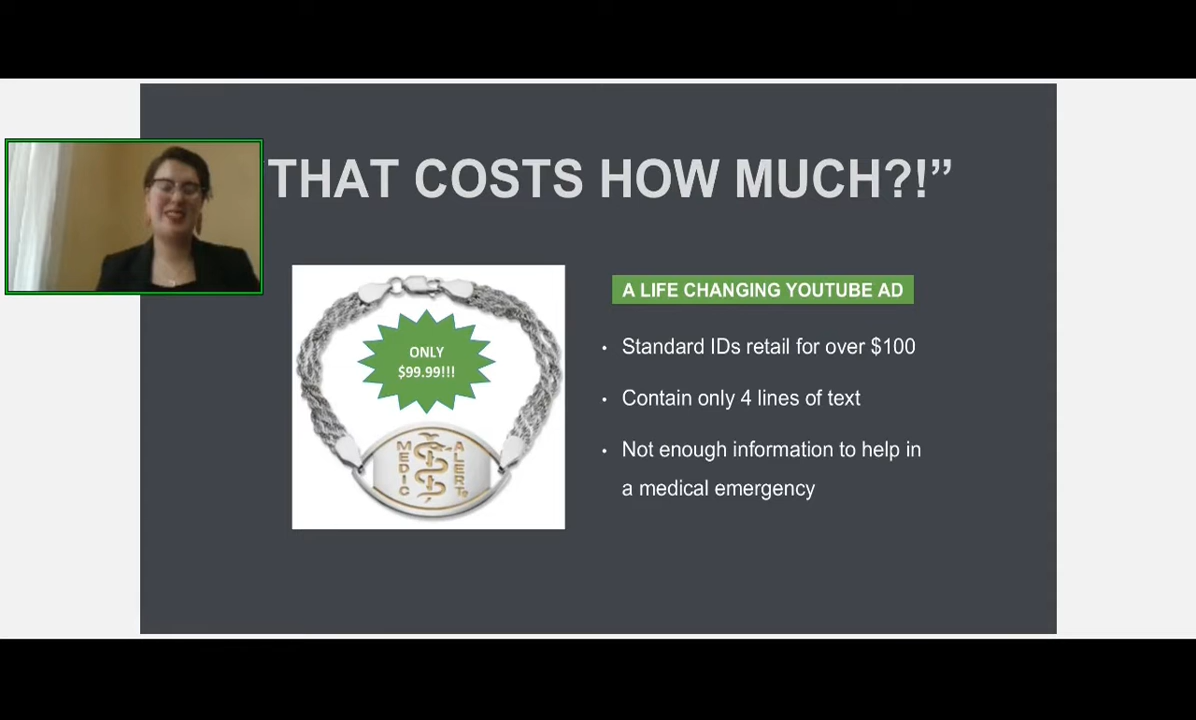 THAT COSTS HOW MUCH?!”
A LIFE CHANGING YOUTUBE AD
• Standard IDs retail for over $100
• Contain only 4 lines of text
• Not enough information to help in
a medical emergency
ONLY
$99.99!!!
MEDIC ALERT